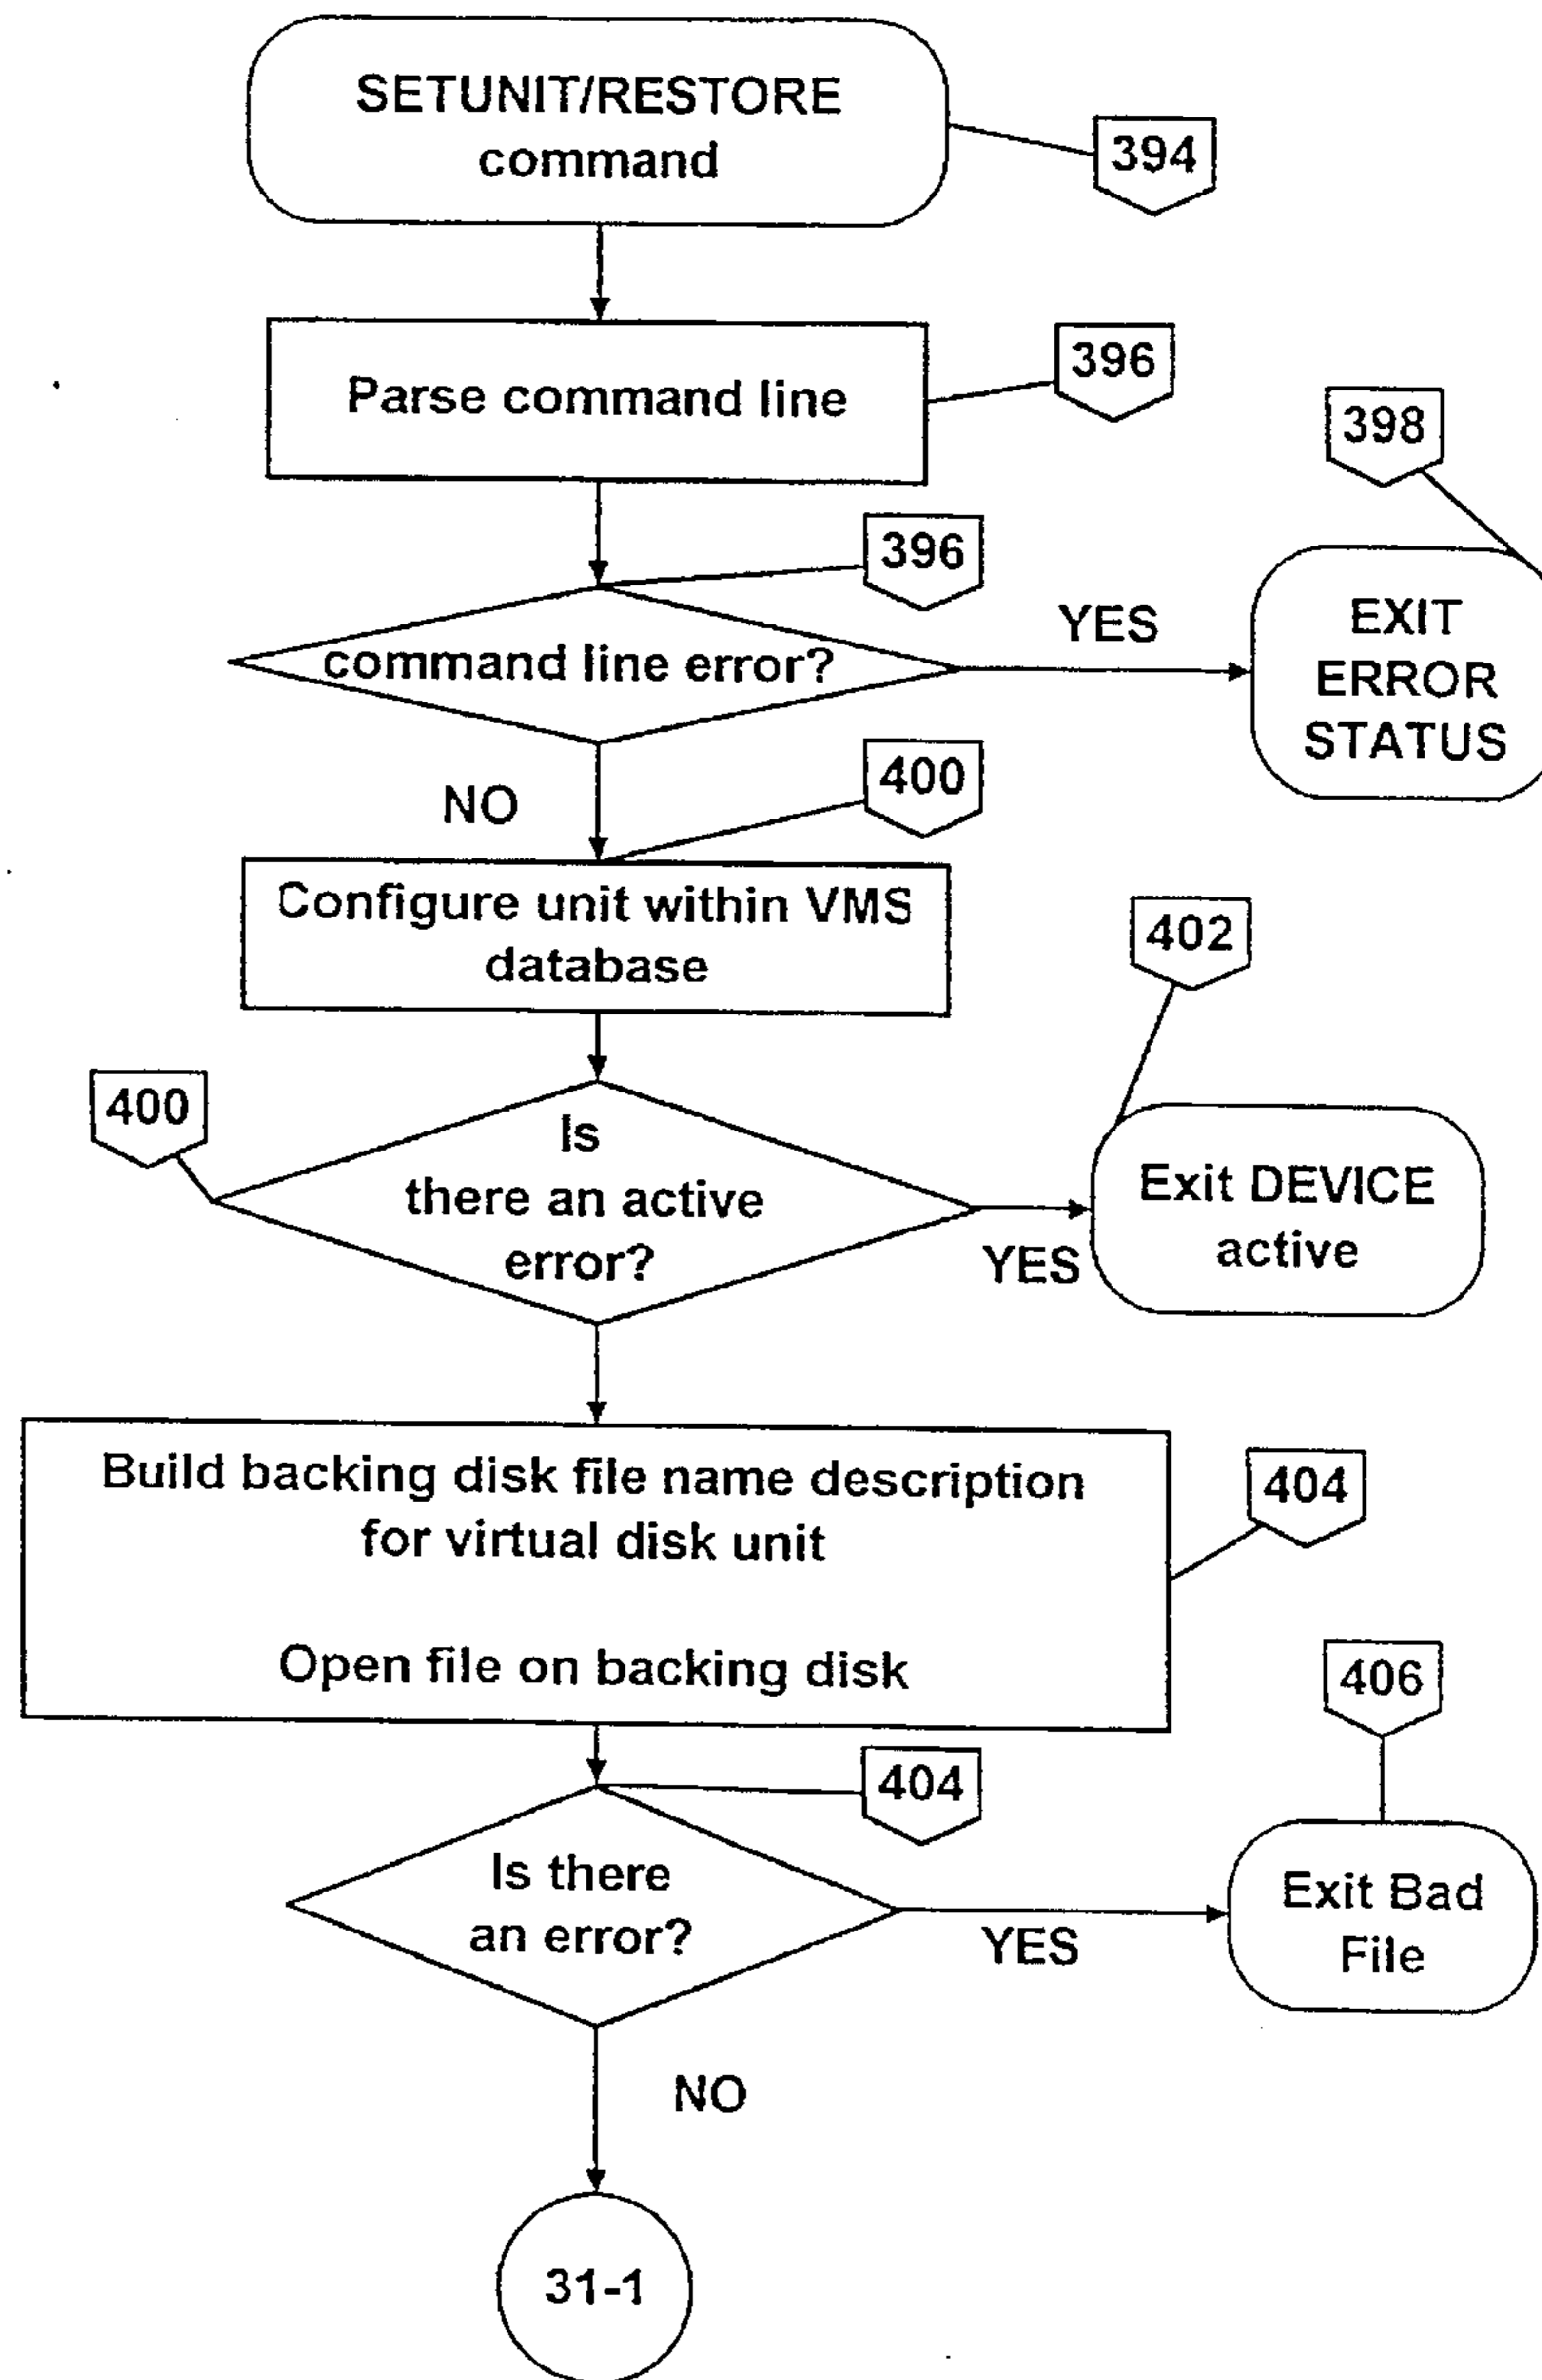 SETUNIT/RESTORE
command
394
Parse command line
396
398
396
command line error?
YES
EXIT
ERROR
STATUS
NO
400
Configure unit within VMS
database
402
400
Is
there an active
error?
YES
Exit DEVICE
active
Build backing disk file name description
for virtual disk unit
Open file on backing disk
404
406
404
Is there
an error?
YES
Exit Bad
File
NO
31-1